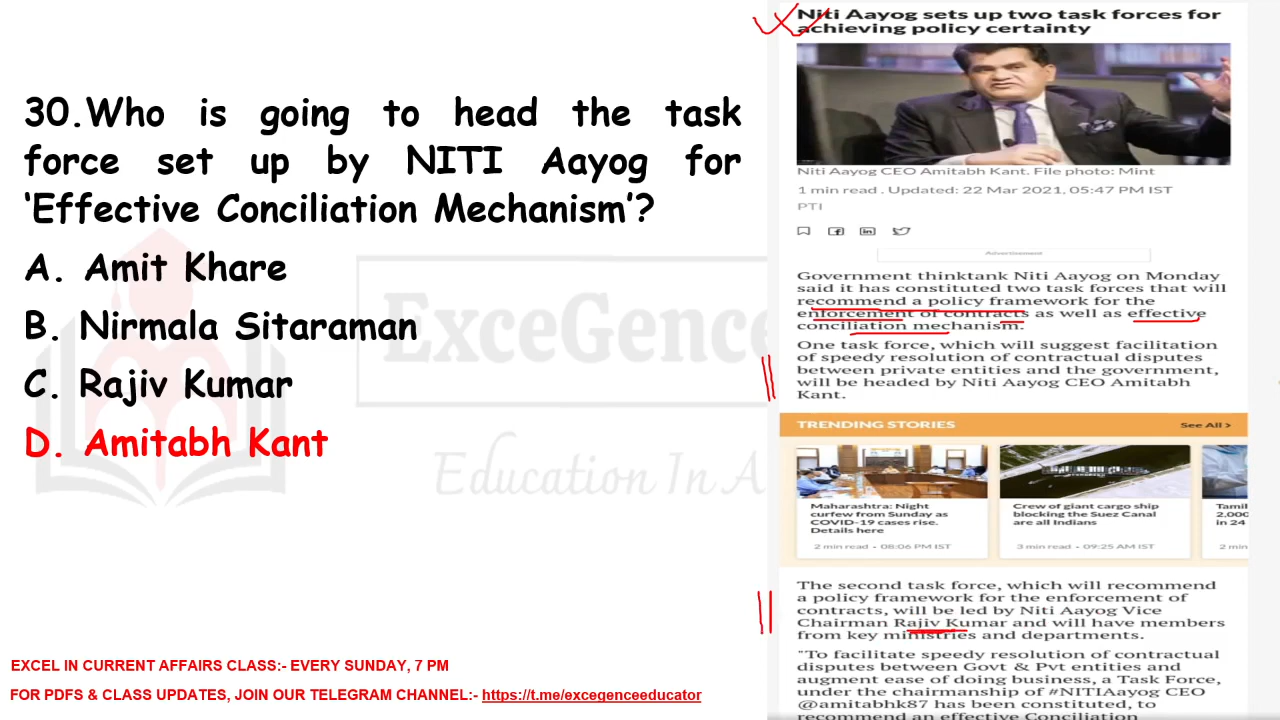 30.Who is going to head the task
force set up by NITI Aayog for
‘Effective Conciliation Mechanism’?
A. Amit Khare
B. Nirmala Sitaraman
C. Rajiv Kumar
D. Amitabh Kant
ExceGence
Education In A
EXCEL IN CURRENT AFFAIRS CLASS:- EVERY SUNDAY, 7 PM
FOR PDFS & CLASS UPDATES, JOIN OUR TELEGRAM CHANNEL:- https://t.me/excegenceeducator
Niti Aayog sets up two task forces for
achieving policy certainty
Niti Aayog CEO Amitabh Kant. File photo: Mint
1 min read . Updated: 22 Mar 2021, 05:47 PM IST
PTI
Advertisement
Government thinktank Niti Aayog on Monday
said it has constituted two task forces that will
recommend a policy framework for the
enforcement of contracts as well as effective
conciliation mechanism.
One task force, which will suggest facilitation
of speedy resolution of contractual disputes
between private entities and the government,
will be headed by Niti Aayog CEO Amitabh
Kant.
TRENDING STORIES
See All >
Maharashtra: Night
curfew from Sunday as
COVID-19 cases rise.
Details here
2 min read • 08:06 PM IST
Crew of giant cargo ship
blocking the Suez Canal
are all Indians
3 min read • 09:25 AM IST
Tamil
2,000
in 24
2 min
The second task force, which will recommend
a policy framework for the enforcement of
contracts, will be led by Niti Aayog Vice
Chairman Rajiv Kumar and will have members
from key ministries and departments.
"To facilitate speedy resolution of contractual
disputes between Govt & Pvt entities and
augment ease of doing business, a Task Force,
under the chairmanship of #NITIAayog CEO
@amitabhk87 has been constituted, to
recommend an effective Conciliation